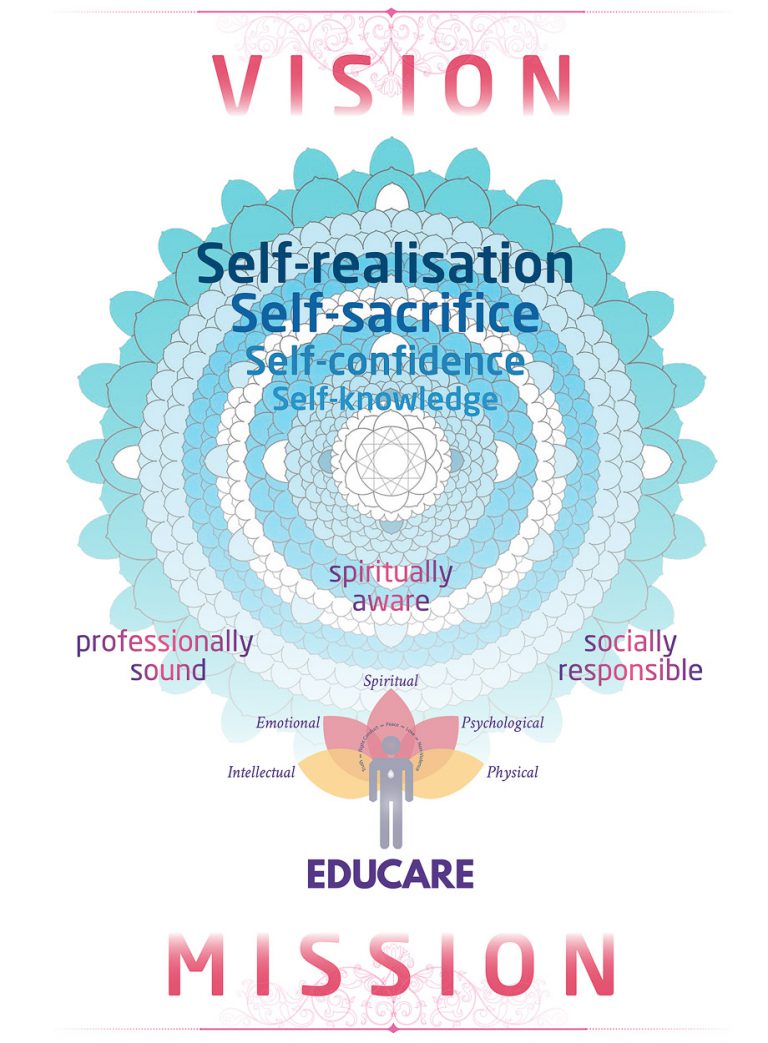 VISION
Self-realisation
Self-sacrifice
Self-confidence
Self-knowledge
spiritually
aware
professionally
sound
socially
responsible
Spiritual
Emotional
Psychological
Truth ~ Right Conduct ~ Peace ~ Love ~ Non-Violence
Intellectual
Physical
EDUCARE
MISSION